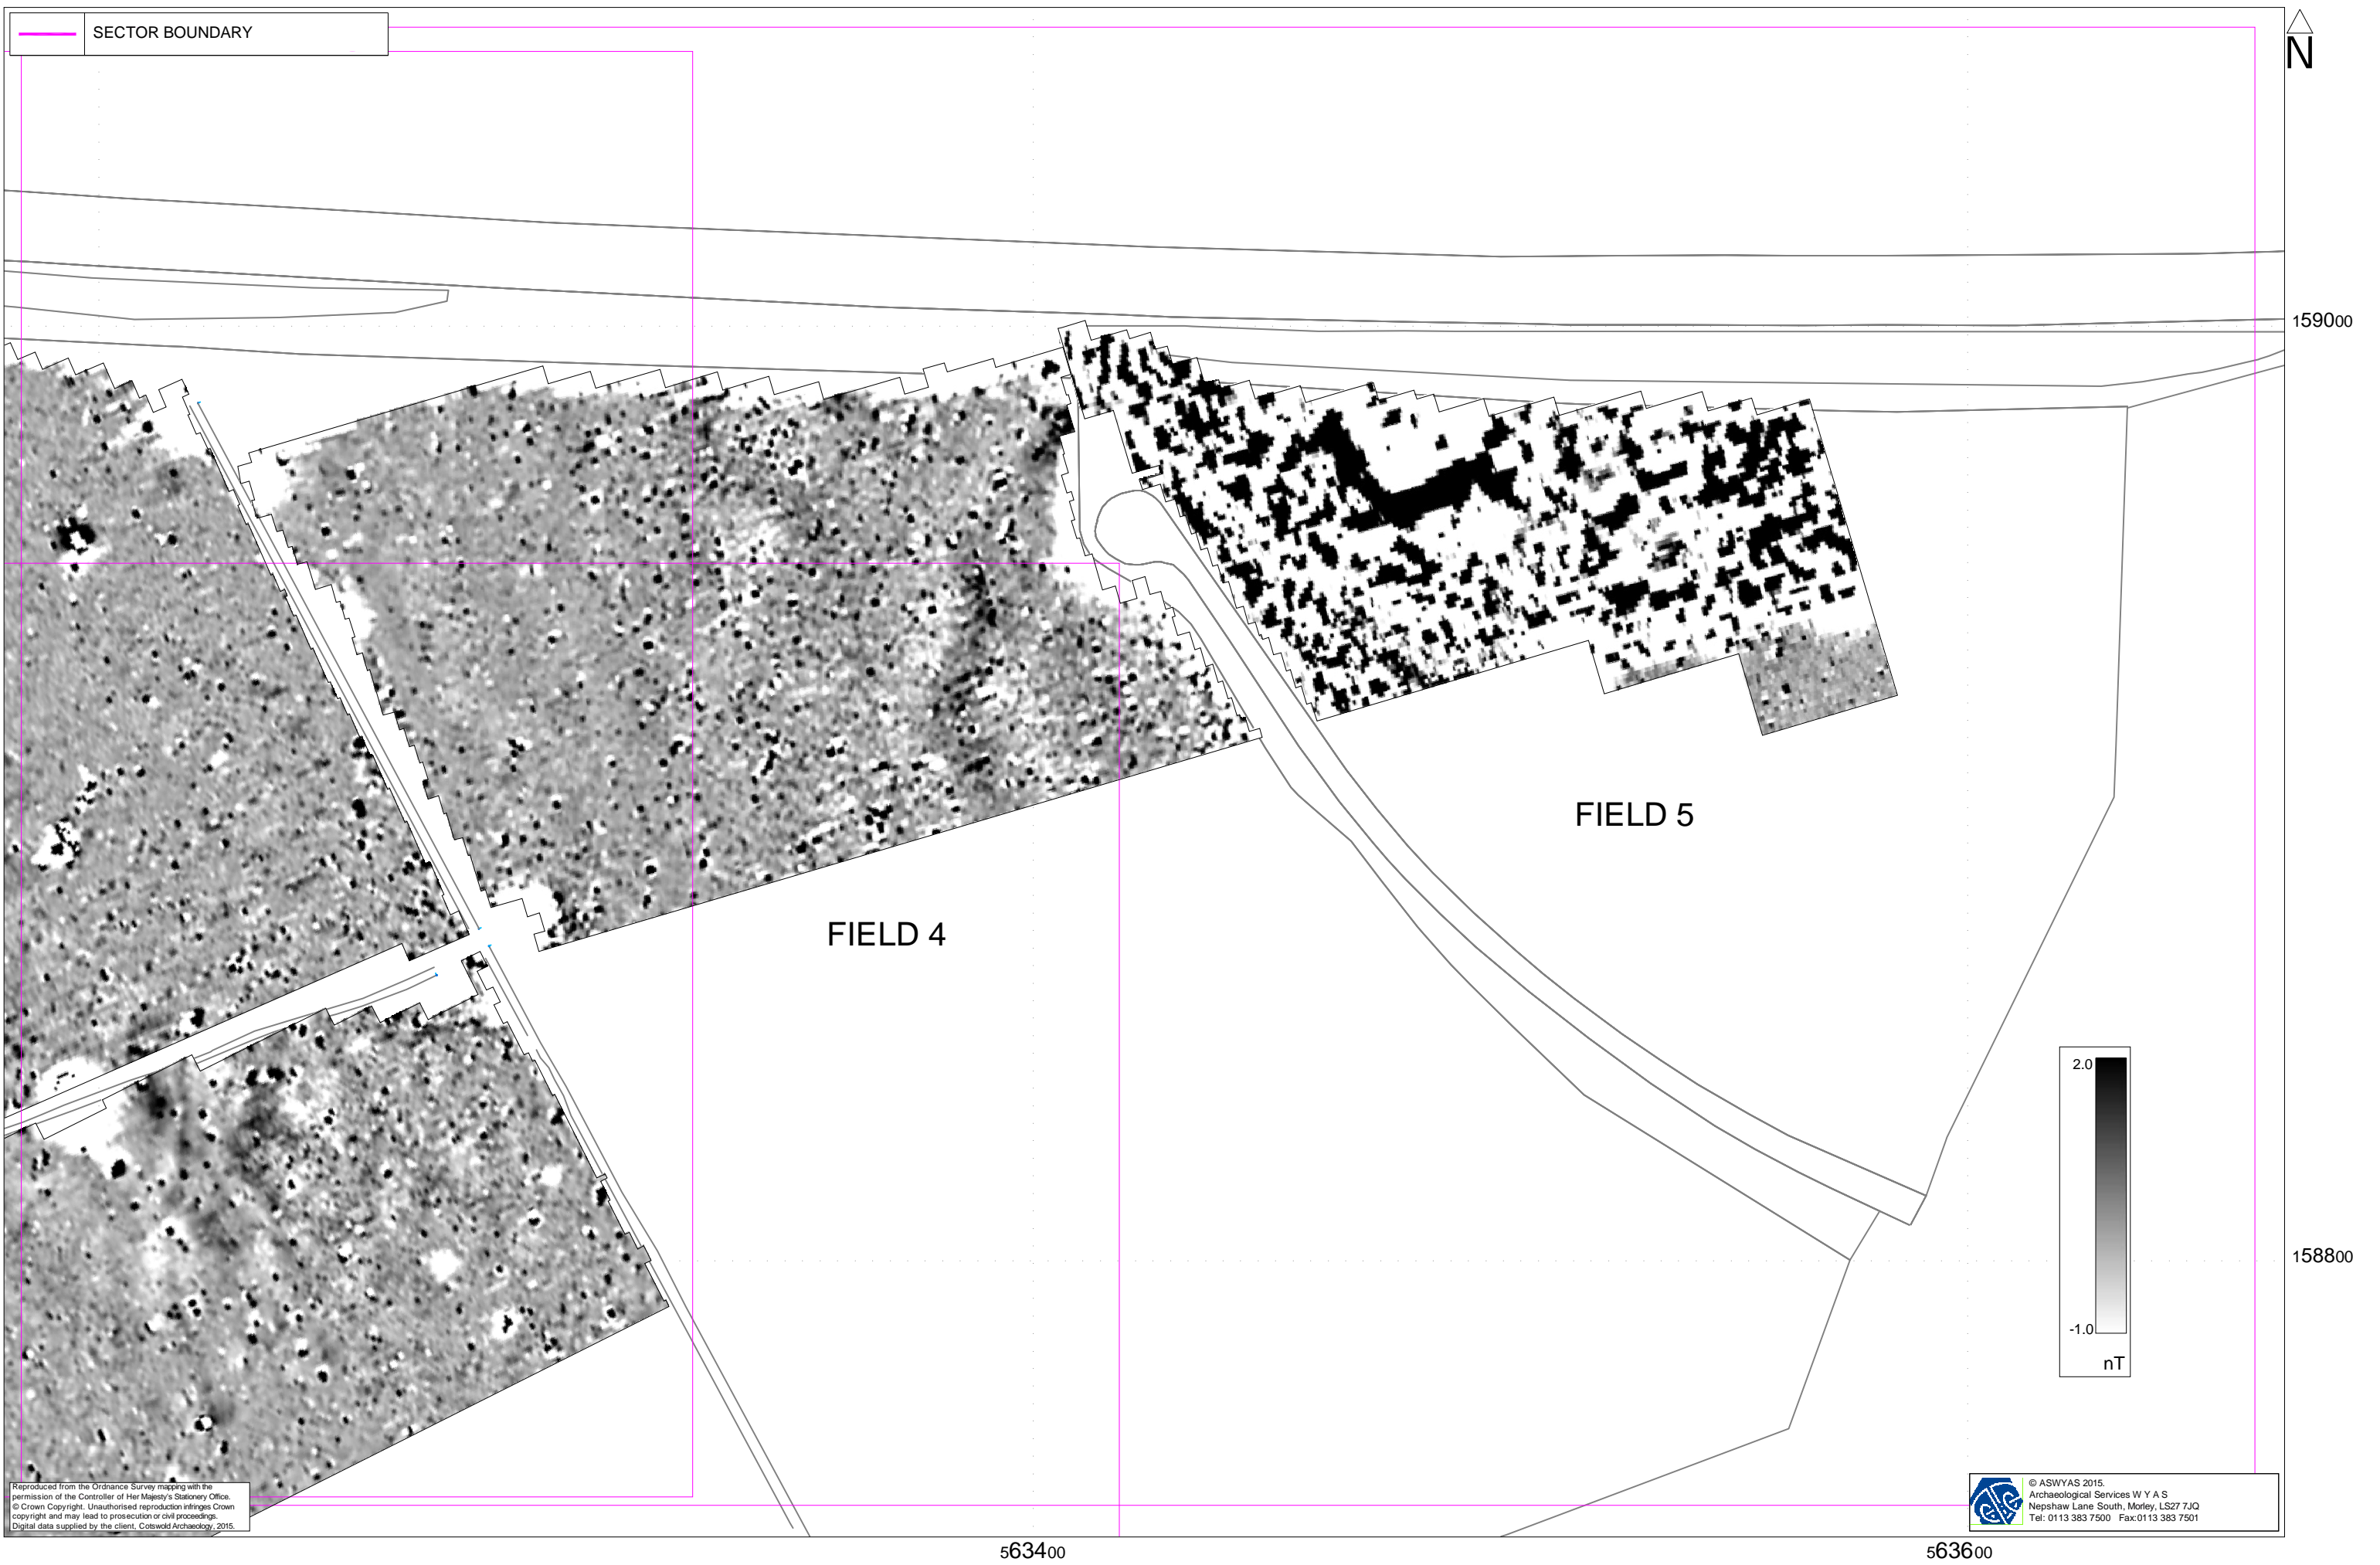 SECTOR BOUNDARY
N
159000
FIELD 5
FIELD 4
2.0
-1.0
nT
158800
Reproduced from the Ordnance Survey mapping with the
permission of the Controller of Her Majesty's Stationery Office.
© Crown Copyright. Unauthorised reproduction infringes Crown
copyright and may lead to prosecution or civil proceedings.
Digital data supplied by the client, Cotswold Archaeology, 2015.
© ASWYAS 2015.
Archaeological Services W Y A S
Nepshaw Lane South, Morley, LS27 7JQ
Tel: 0113 383 7500 Fax:0113 383 7501
563400
563600